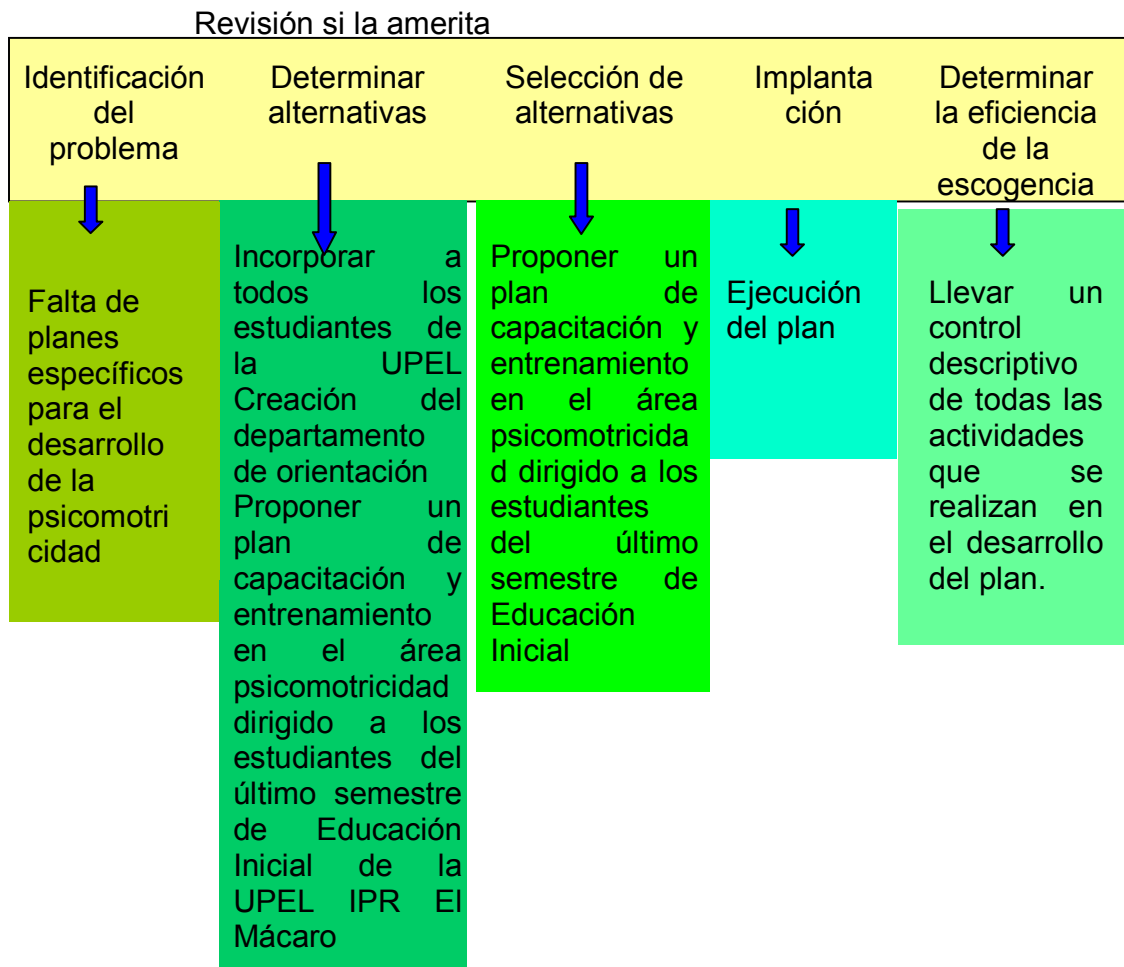 Revisión si la amerita
Identificación
del
problema
Determinar
alternativas
Selección de
alternativas
Implanta
ción
Determinar
la eficiencia
de la
escogencia
Falta de
planes
específicos
para el
desarrollo
de la
psicomotri
cidad
Incorporar a
todos los
estudiantes de
la UPEL
Creación del
departamento
de orientación
Proponer un
plan de
capacitación y
entrenamiento
en el área
psicomotricidad
dirigido a los
estudiantes del
último semestre
de Educación
Inicial de la
UPEL IPR El
Mácaro
Proponer un
plan de
capacitación y
entrenamiento
en el área
psicomotricida
d dirigido a los
estudiantes
del último
semestre de
Educación
Inicial
Ejecución
del plan
Llevar un
control
descriptivo
de todas las
actividades
que se
realizan en
el desarrollo
del plan.